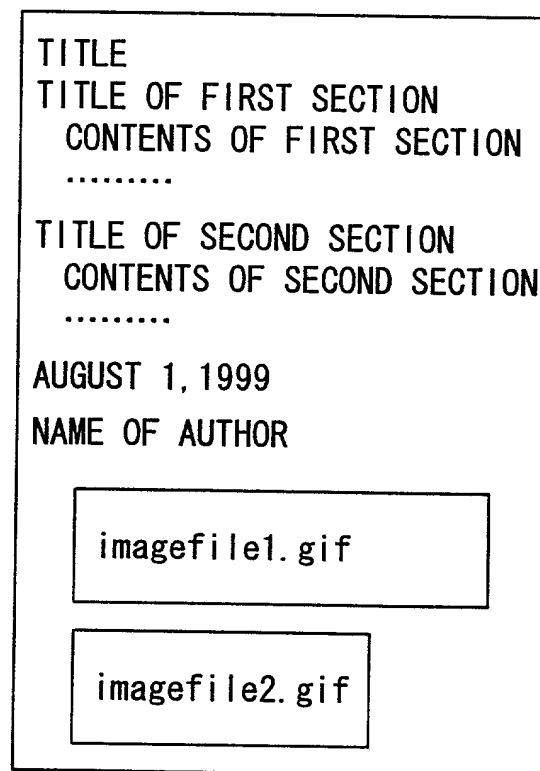 TITLE
TITLE OF FIRST SECTION
CONTENTS OF FIRST SECTION
.........
TITLE OF SECOND SECTION
CONTENTS OF SECOND SECTION
.........
AUGUST 1, 1999
NAME OF AUTHOR
imagefile1.gif
imagefile2.gif